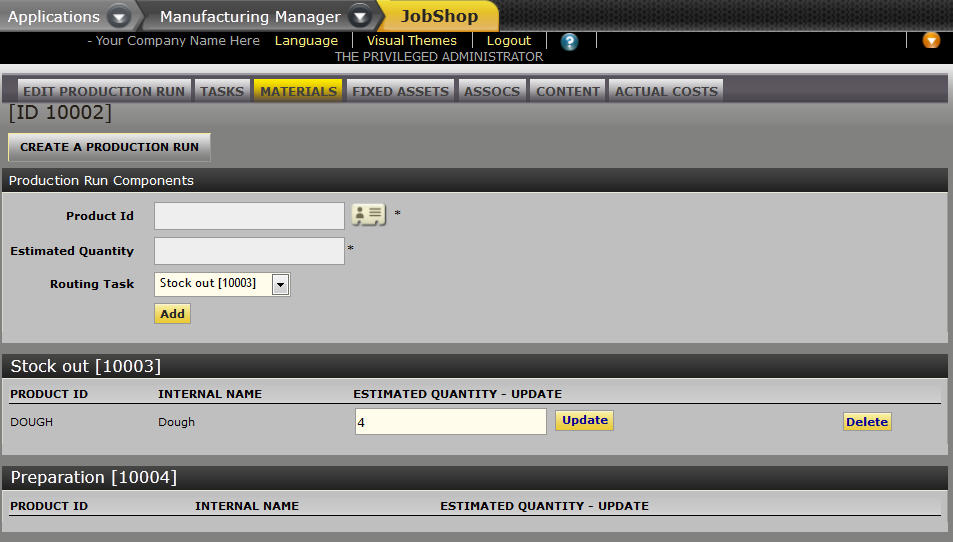 Applications Manufacturing Manager JobShop
- Your Company Name Here Language Visual Themes Logout ?
THE PRIVILEGED ADMINISTRATOR
EDIT PRODUCTION RUN TASKS MATERIALS FIXED ASSETS ASSOCS CONTENT ACTUAL COSTS
[ID 10002]
CREATE A PRODUCTION RUN
Production Run Components
Product Id *
Estimated Quantity *
Routing Task Stock out [10003]
Add
Stock out [10003]
PRODUCT ID INTERNAL NAME ESTIMATED QUANTITY - UPDATE
DOUGH Dough 4 Update Delete
Preparation [10004]
PRODUCT ID INTERNAL NAME ESTIMATED QUANTITY - UPDATE